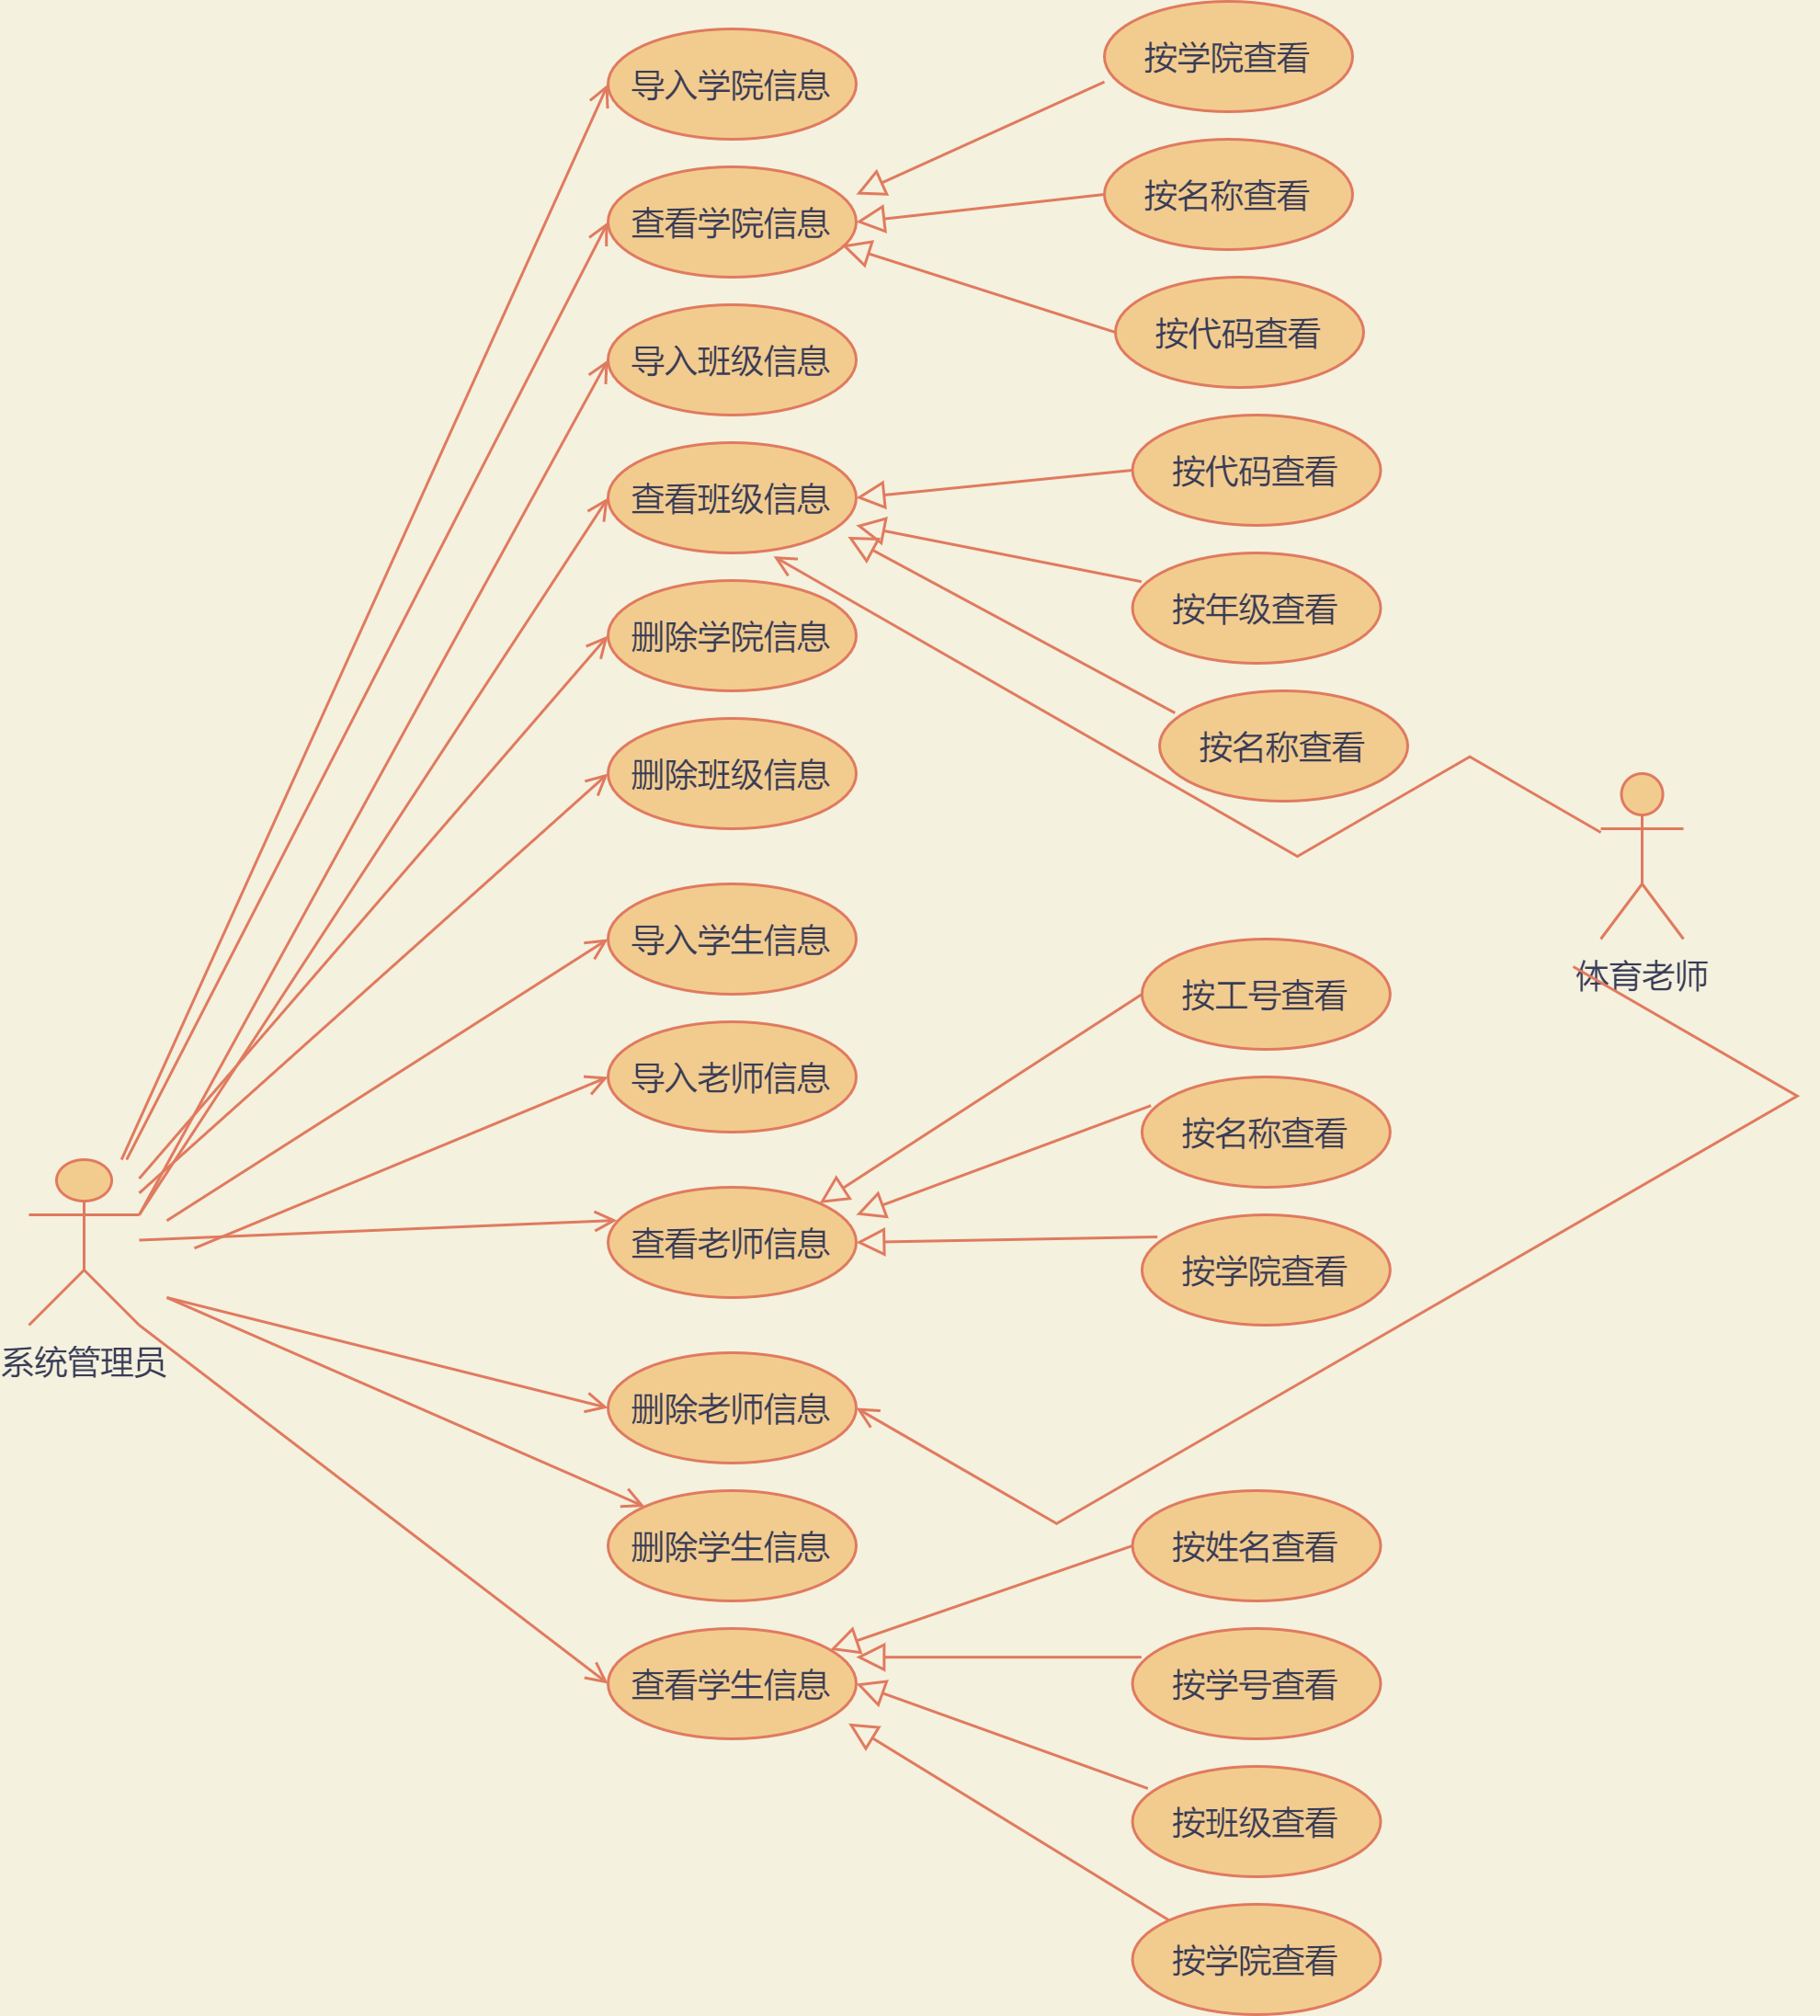 按学院查看
导入学院信息
按名称查看
查看学院信息
按代码查看
导入班级信息
按代码查看
查看班级信息
按年级查看
删除学院信息
按名称查看
删除班级信息
导入学生信息
体育老师
按工号查看
导入老师信息
按名称查看
查看老师信息
按学院查看
系统管理员
删除老师信息
删除学生信息
按姓名查看
查看学生信息
按学号查看
按班级查看
按学院查看